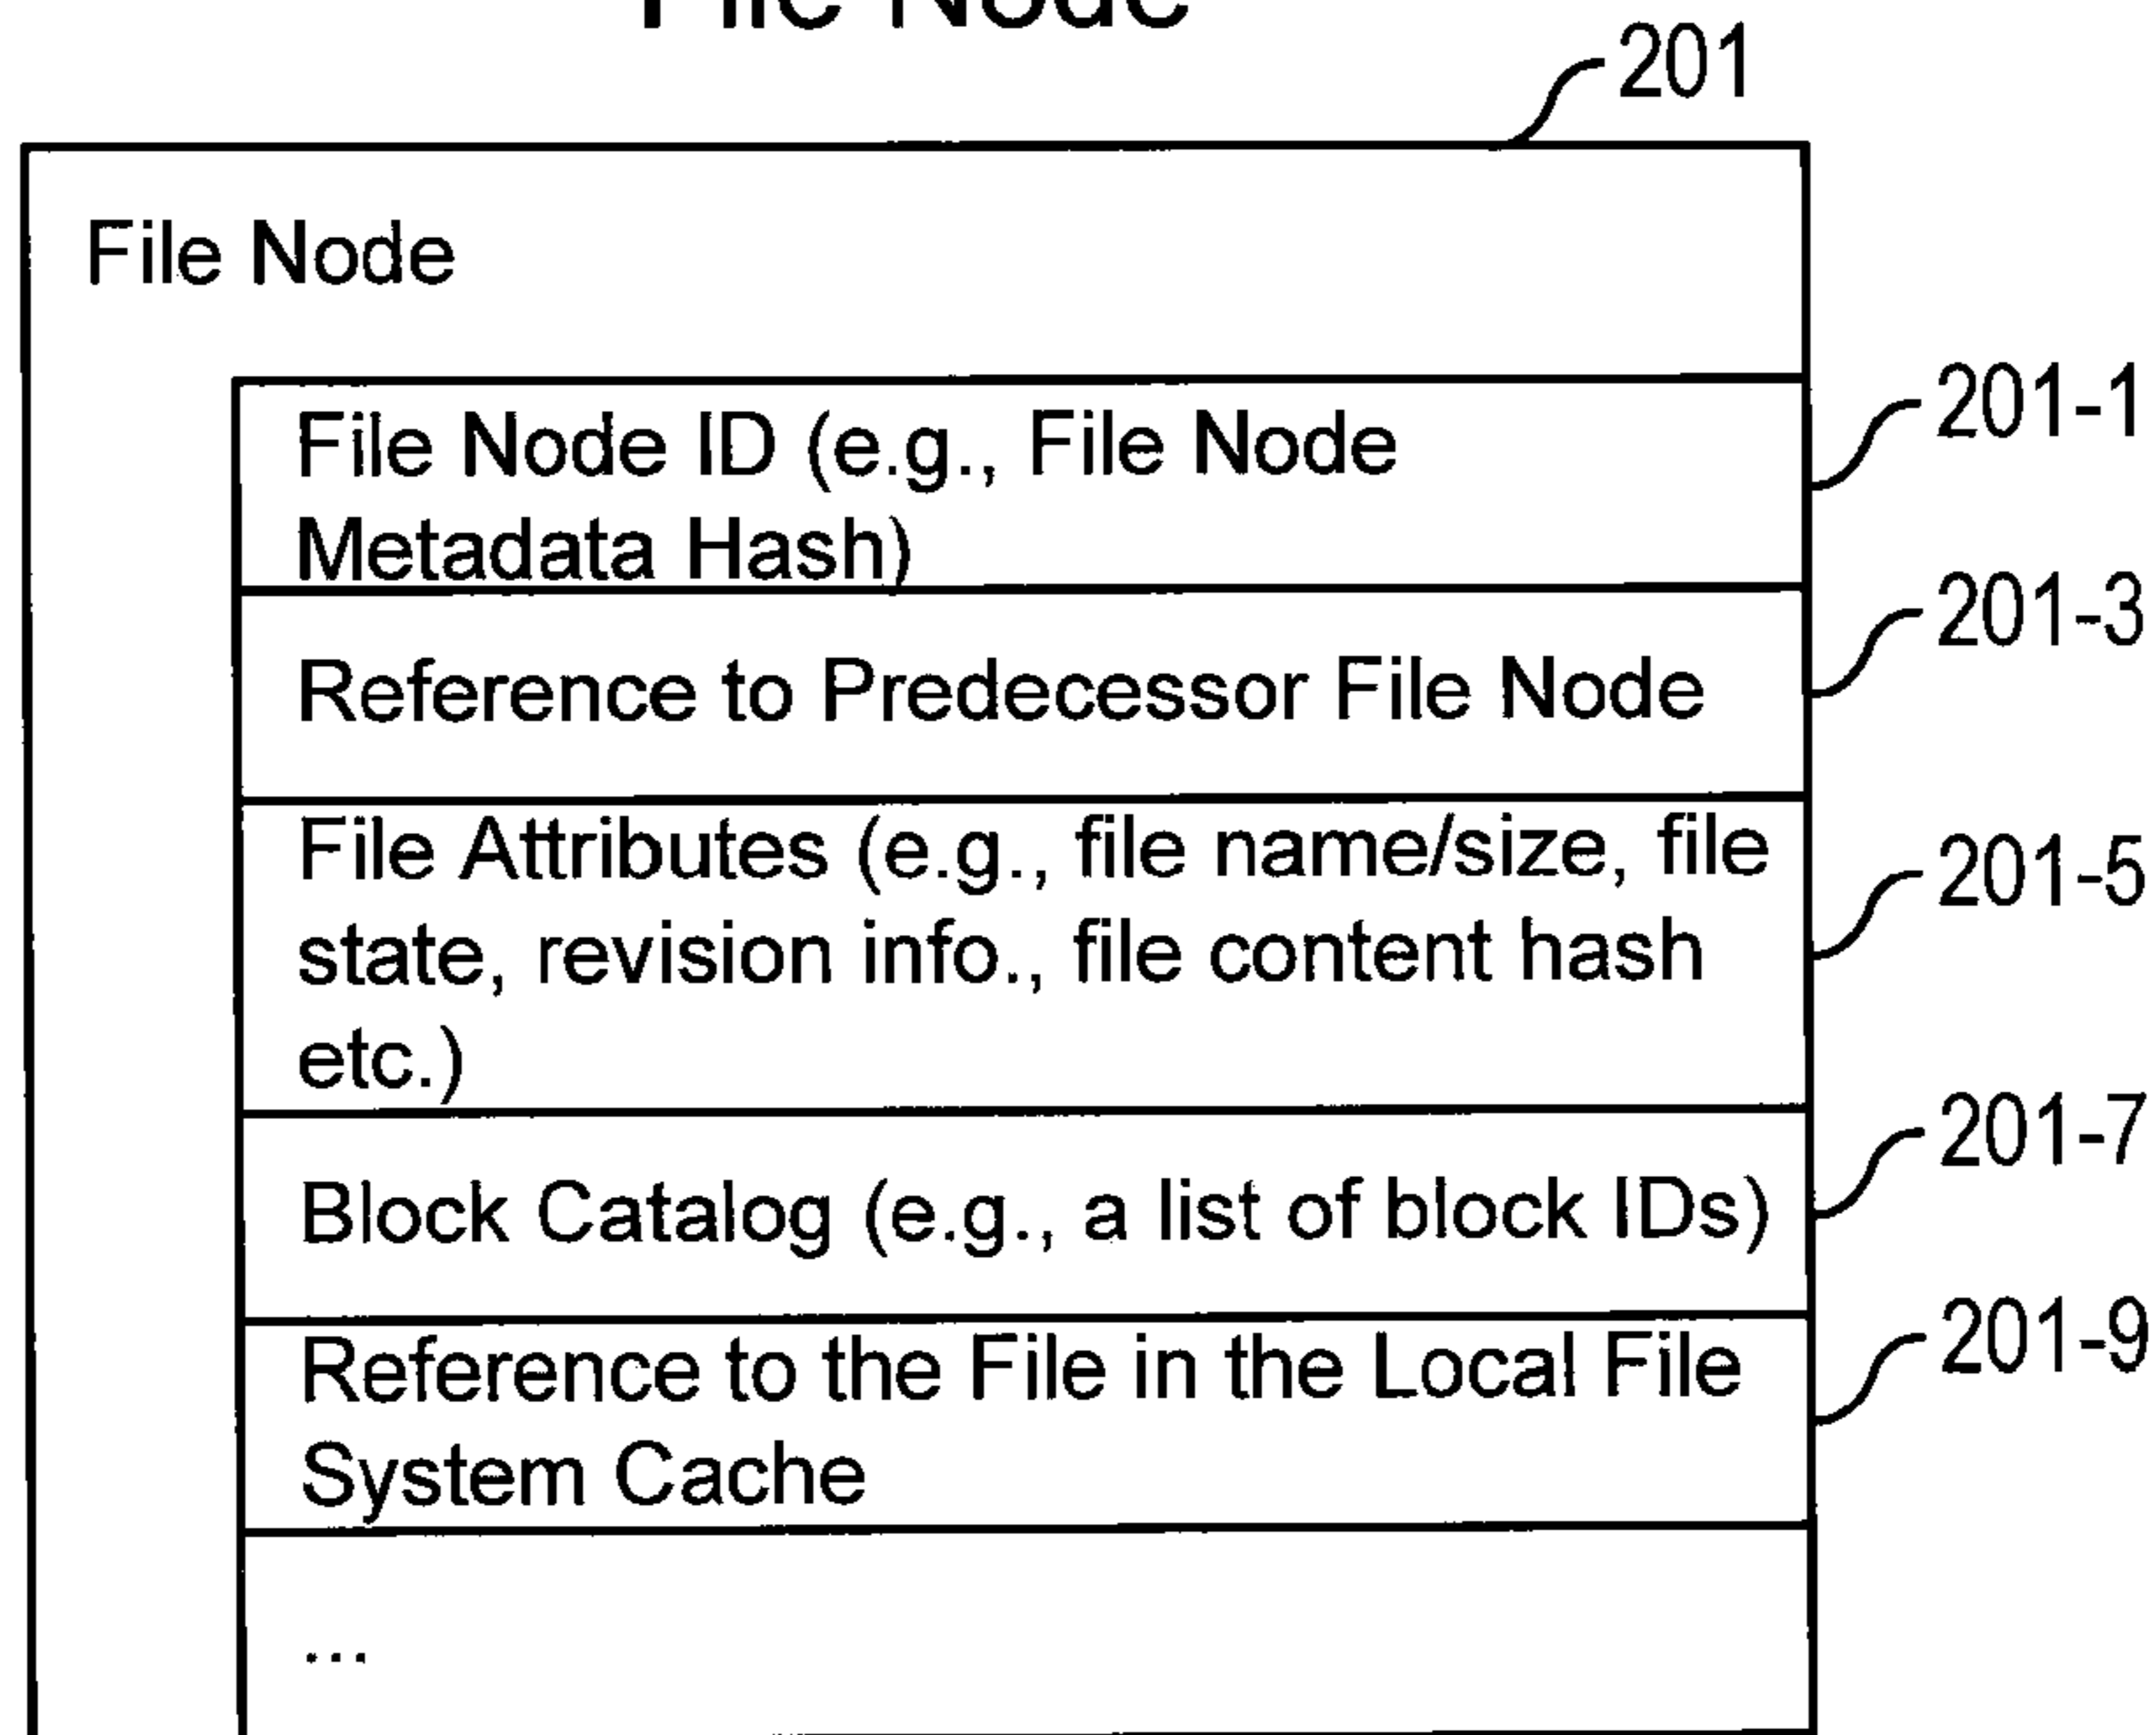 File Node
201
File Node
File Node ID (e.g., File Node
Metadata Hash)
201-1
Reference to Predecessor File Node
201-3
File Attributes (e.g., file name/size, file
state, revision info., file content hash
etc.)
201-5
Block Catalog (e.g., a list of block IDs)
201-7
Reference to the File in the Local File
System Cache
201-9
...